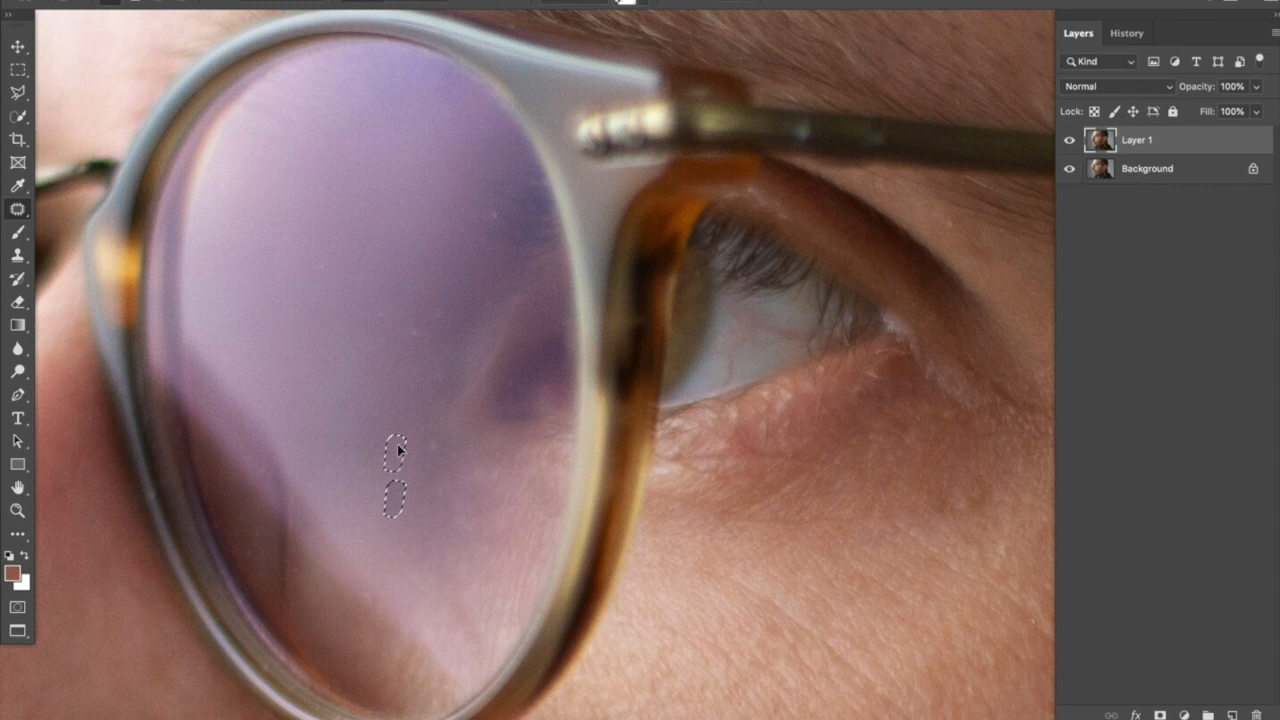 Layers History
Kind
Normal Opacity: 100%
Lock: Fill: 100%
Layer 1
Background